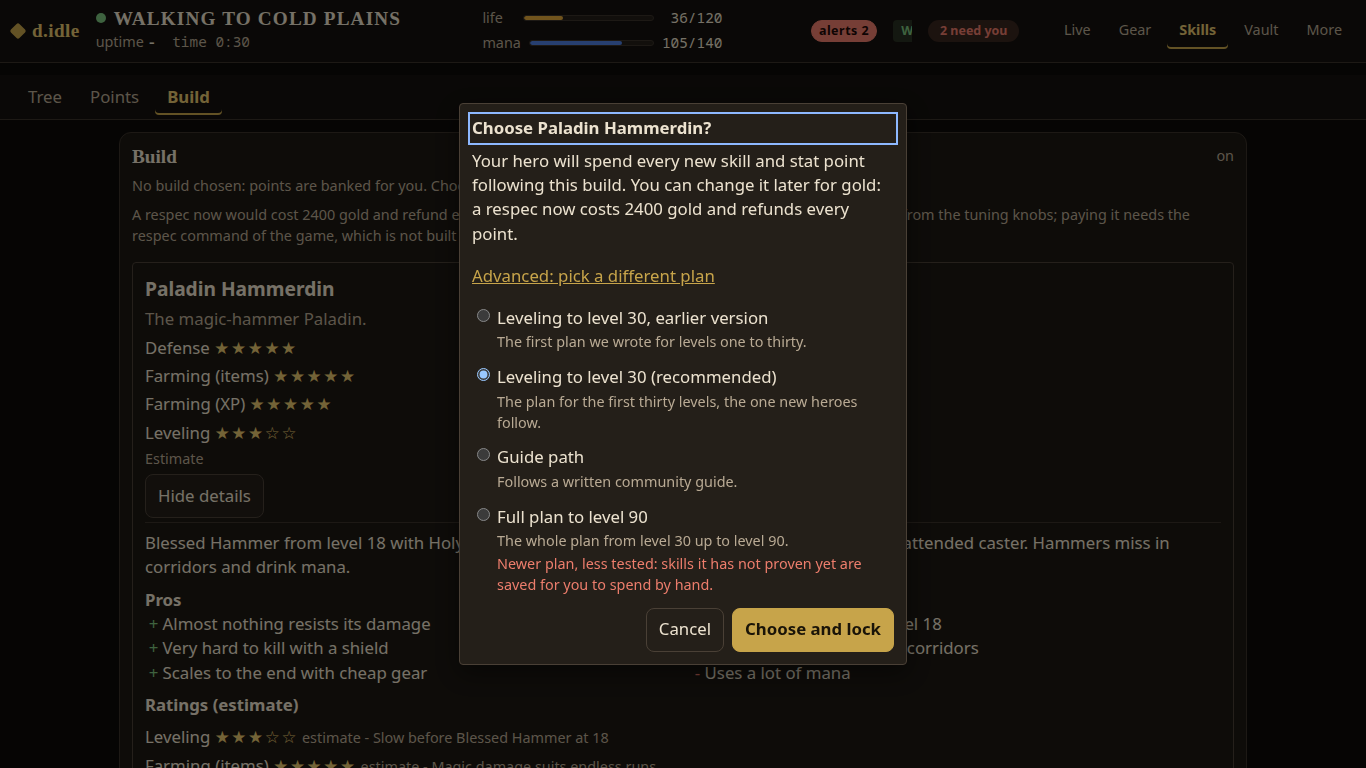 d.idle
WALKING TO COLD PLAINS
uptime - time 0:30
life 36/120
mana 105/140
alerts 2
W
2 need you
Live Gear Skills Vault More
Tree Points Build
Build
on
No build chosen: points are banked for you. Cho
A respec now would cost 2400 gold and refund e
rom the tuning knobs; paying it needs the
respec command of the game, which is not built
Paladin Hammerdin
The magic-hammer Paladin.
Defense ★★★★★
Farming (items) ★★★★★
Farming (XP) ★★★★★
Leveling ★★★☆☆
Estimate
Hide details
Blessed Hammer from level 18 with Holy
attended caster. Hammers miss in
corridors and drink mana.
Pros
+ Almost nothing resists its damage
el 18
+ Very hard to kill with a shield
corridors
+ Scales to the end with cheap gear
- Uses a lot of mana
Ratings (estimate)
Leveling ★★★☆☆ estimate - Slow before Blessed Hammer at 18
Farming (items) ★★★★★ estimate - Magic damage suits endless runs
Choose Paladin Hammerdin?
Your hero will spend every new skill and stat point
following this build. You can change it later for gold:
a respec now costs 2400 gold and refunds every
point.
Advanced: pick a different plan
Leveling to level 30, earlier version
The first plan we wrote for levels one to thirty.
Leveling to level 30 (recommended)
The plan for the first thirty levels, the one new heroes
follow.
Guide path
Follows a written community guide.
Full plan to level 90
The whole plan from level 30 up to level 90.
Newer plan, less tested: skills it has not proven yet are
saved for you to spend by hand.
Cancel
Choose and lock